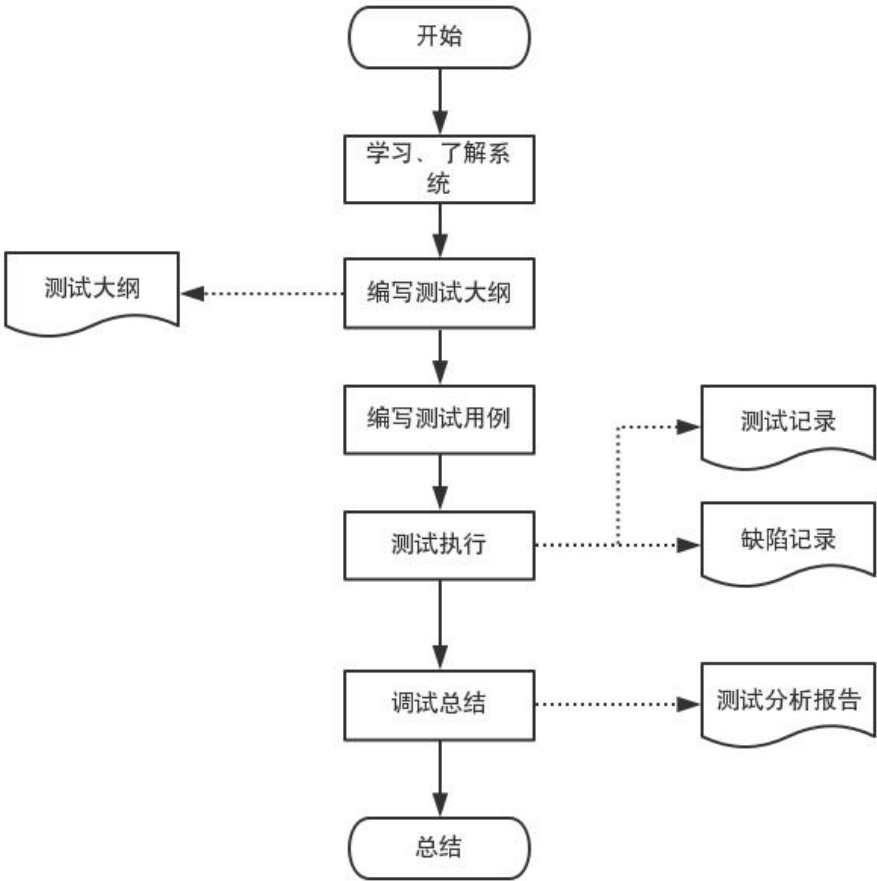 开始
学习、了解系
统
测试大纲
编写测试大纲
编写测试用例
测试记录
测试执行
缺陷记录
调试总结
测试分析报告
总结